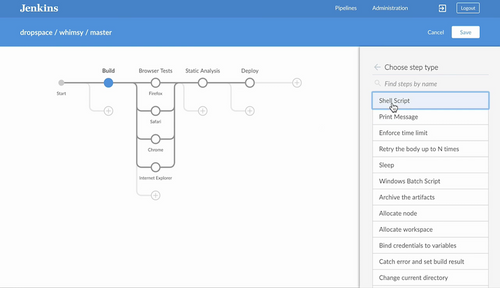 Jenkins
Pipelines
Administration
Logout
dropspace / whimsy / master
Cancel
Save
Build
Browser Tests
Static Analysis
Deploy
Start
Firefox
Safari
Chrome
Internet Explorer
Choose step type
Find steps by name
Shell Script
Print Message
Enforce time limit
Retry the body up to N times
Sleep
Windows Batch Script
Archive the artifacts
Allocate node
Allocate workspace
Bind credentials to variables
Catch error and set build result
Change current directory